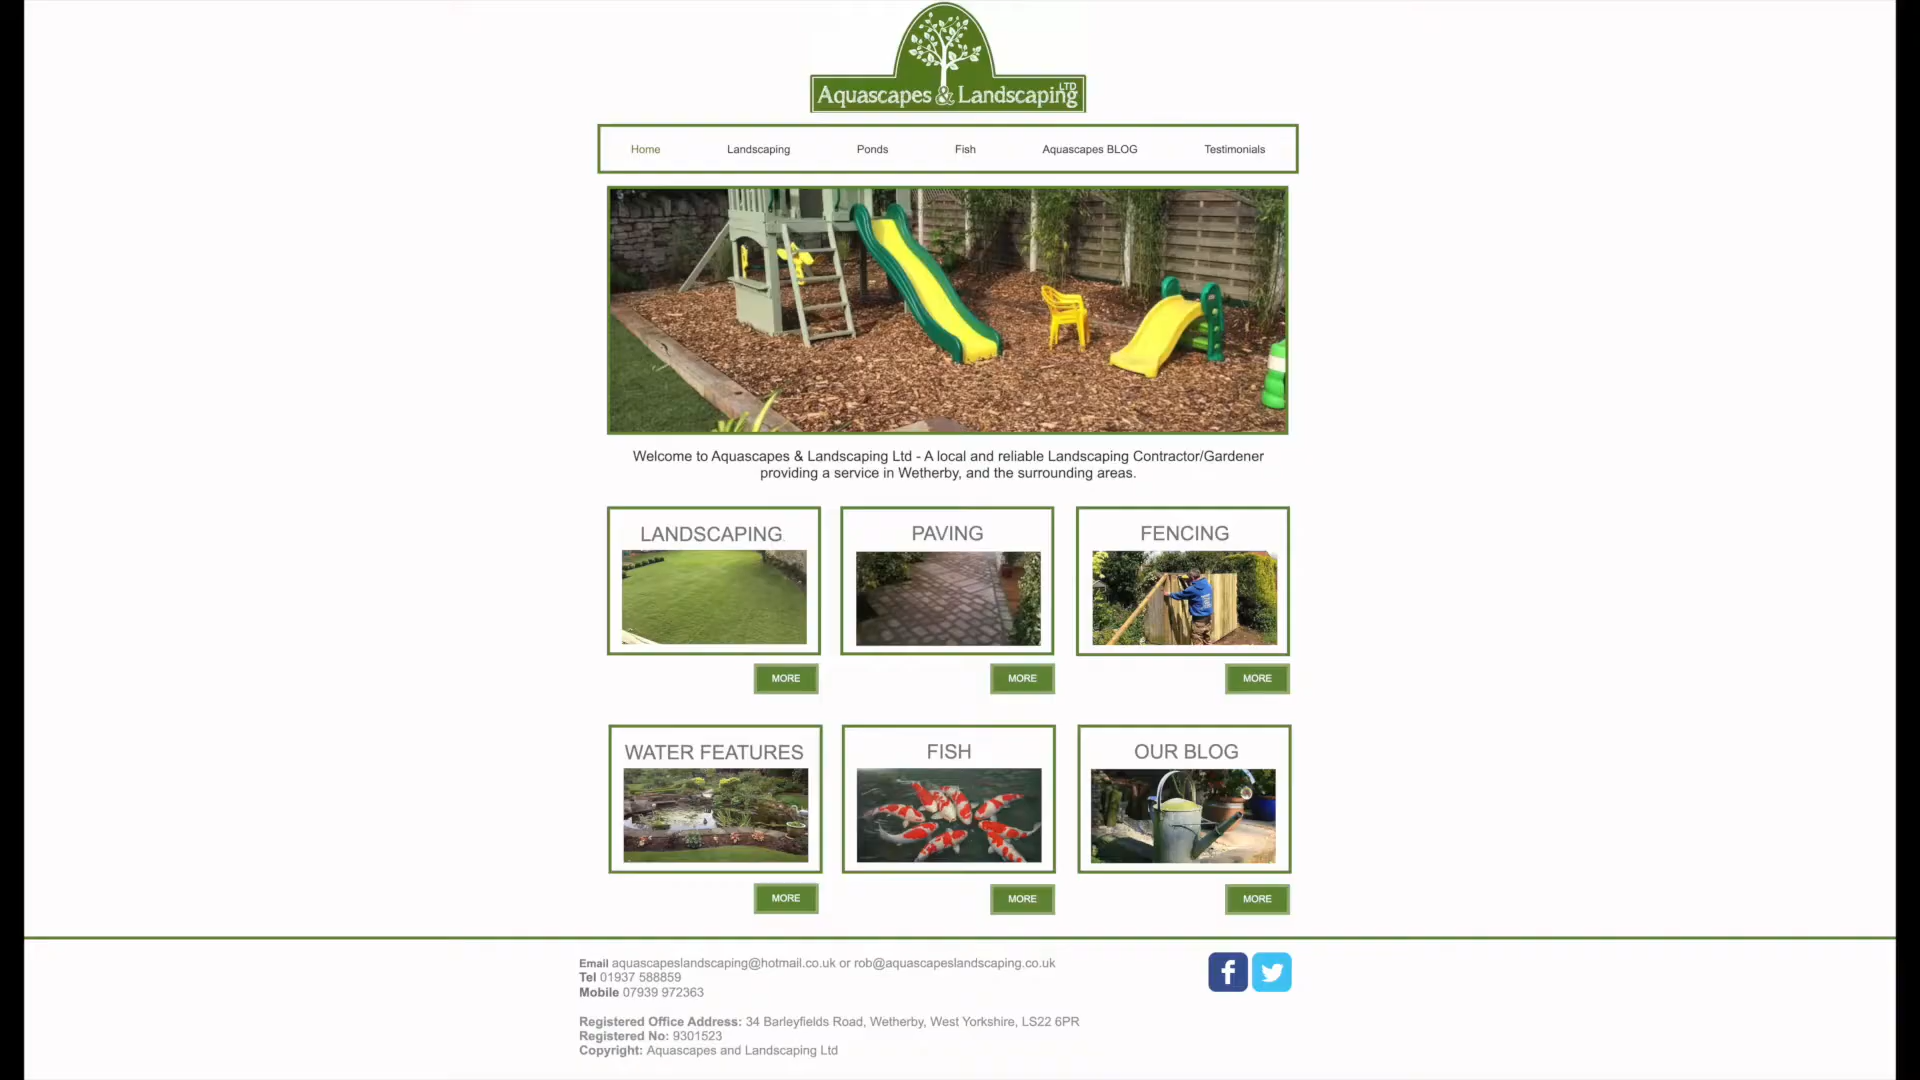 Aquascapes & Landscaping LTD
Home Landscaping Ponds Fish Aquascapes BLOG Testimonials
Welcome to Aquascapes & Landscaping Ltd - A local and reliable Landscaping Contractor/Gardener
providing a service in Wetherby, and the surrounding areas.
LANDSCAPING. PAVING FENCING
MORE MORE MORE
WATER FEATURES FISH OUR BLOG
MORE MORE MORE
Email aquascapeslandscaping@hotmail.co.uk or rob@aquascapeslandscaping.co.uk
Tel 01937 588859
Mobile 07939 972363
Registered Office Address: 34 Barleyfields Road, Wetherby, West Yorkshire, LS22 6PR
Registered No: 9301523
Copyright: Aquascapes and Landscaping Ltd